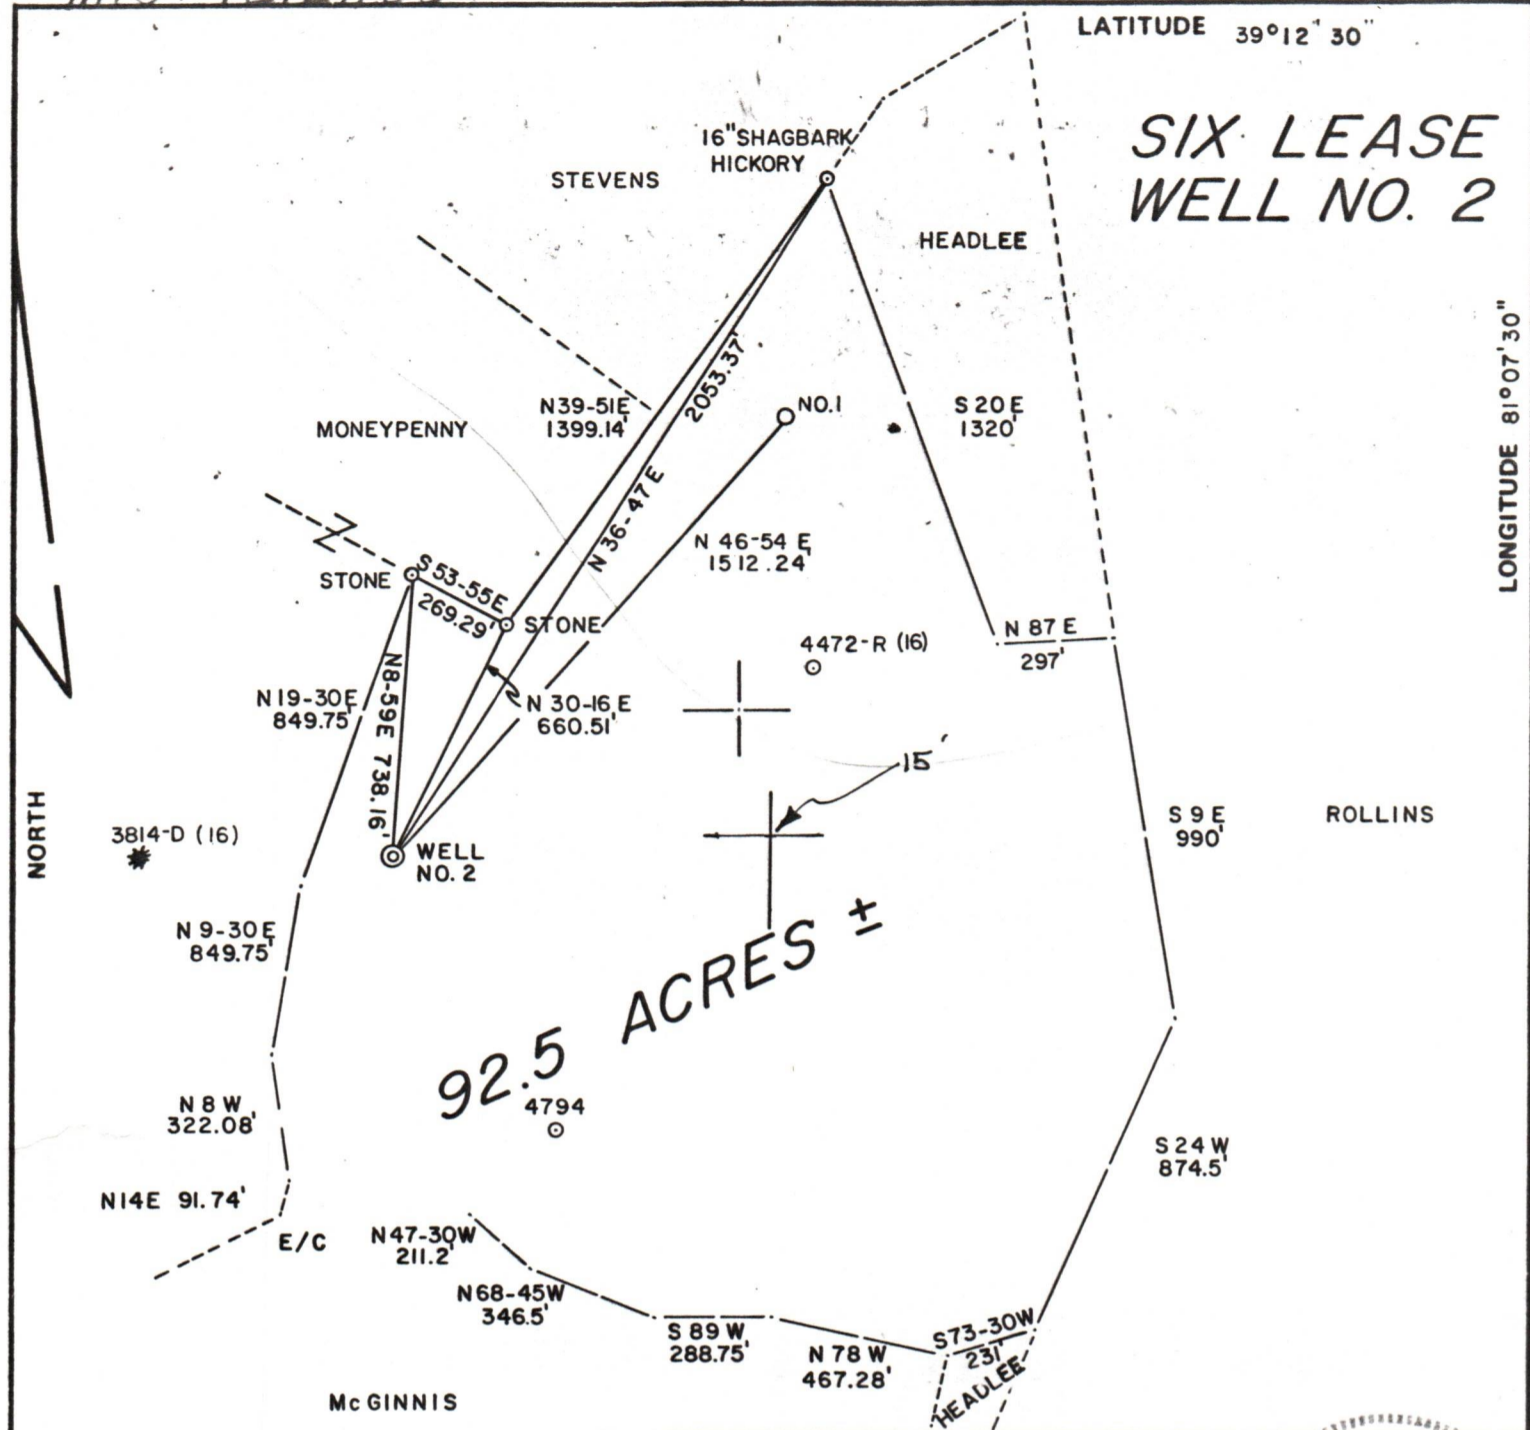 LATITUDE 39°12' 30"
SIX LEASE
WELL NO. 2
16" SHAGBARK
HICKORY
STEVENS
HEADLEE
LONGITUDE 81°07'30"
2053.37'
N 36-47 E
NO.1
N39-51E
1399.14'
S 20 E
1320'
MONEYPENNY
N 46-54 E
1512.24'
STONE
S 53-55E
269.29'
STONE
4472-R (16)
N 87 E
297'
N19-30E
849.75'
N8-59E 738.16'
N 30-16 E
660.51'
15'
NORTH
3814-D (16)
WELL
NO. 2
S 9 E
990'
ROLLINS
N 9-30 E
849.75'
92.5 ACRES ±
4794
N 8 W
322.08'
S 24 W
874.5'
N14E 91.74'
E/C
N47-30W
211.2'
N68-45W
346.5'
S 89 W
288.75'
N 78 W
467.28'
S73-30W
231'
HEADLEE
McGINNIS